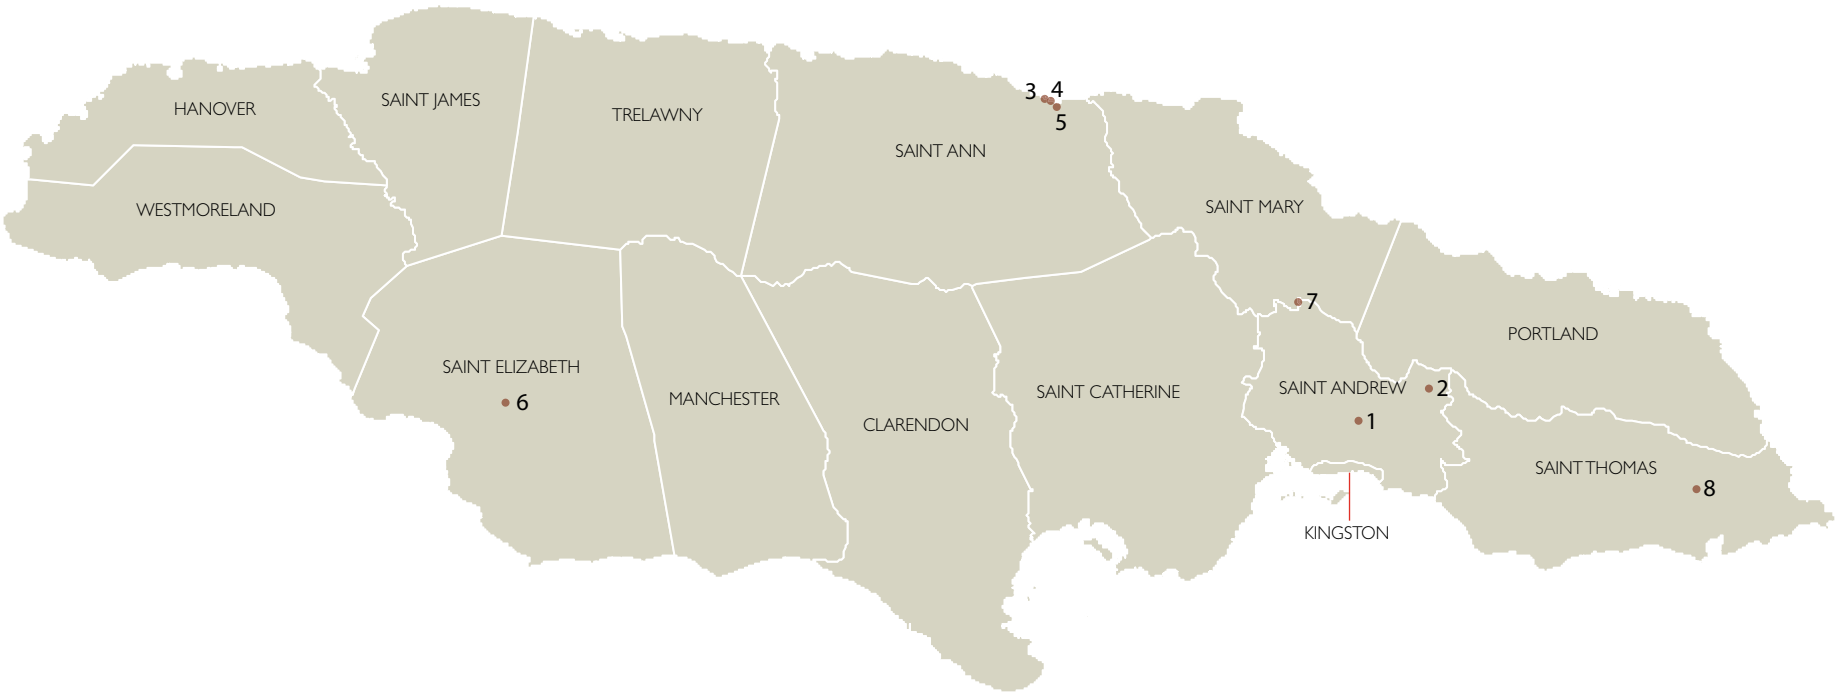 3
4
SAINT JAMES
HANOVER
TRELAWNY
5
SAINT ANN
SAINT MARY
WESTMORELAND
7
PORTLAND
SAINT ELIZABETH
SAINT ANDREW
2
SAINT CATHERINE
MANCHESTER
6
1
CLARENDON
SAINT THOMAS
8
KINGSTON